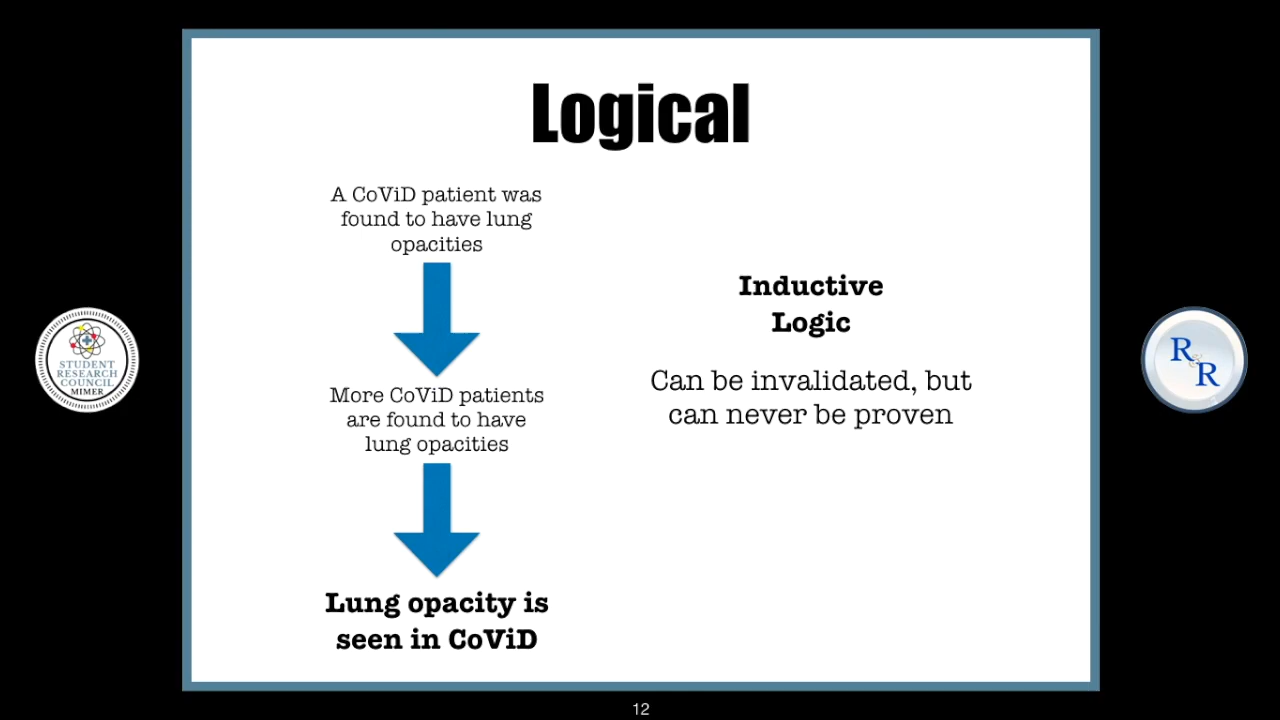 Logical
A CoViD patient was
found to have lung
opacities
More CoViD patients
are found to have
lung opacities
Lung opacity is
seen in CoViD
Inductive
Logic
Can be invalidated, but
can never be proven
STUDENT
RESEARCH
COUNCIL
MIMER
R&R
12